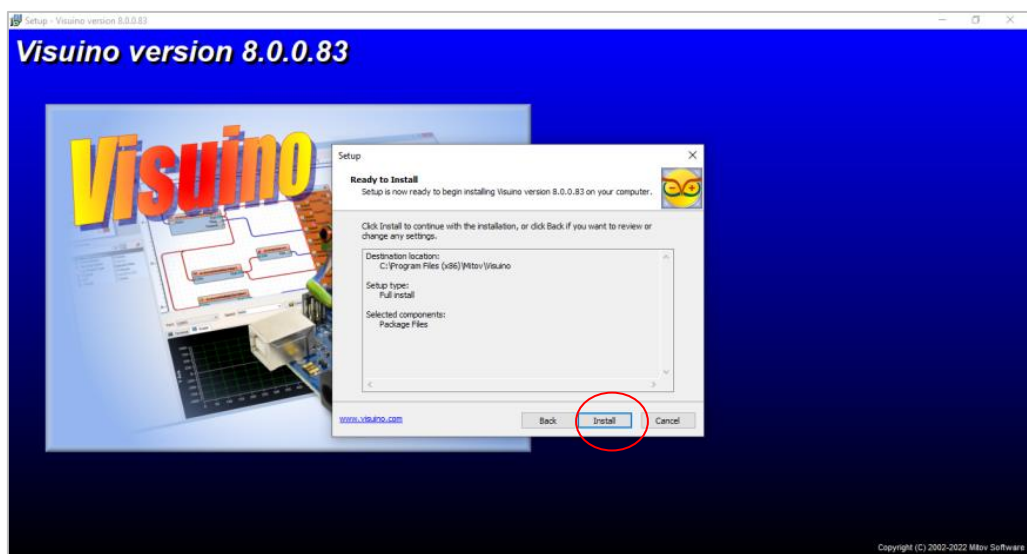 Setup - Visuino version 8.0.0.83
Visuino version 8.0.0.83
Visuino
Setup
Ready to Install
Setup is now ready to begin installing Visuino version 8.0.0.83 on your computer.
Click Install to continue with the installation, or click Back if you want to review or
change any settings.
Destination location:
C:\Program Files (x86)\Mitov\Visuino
Setup type:
Full install
Selected components:
Package Files
www.visuino.com
Back
Install
Cancel
Copyright (C) 2002-2022 Mitov Software